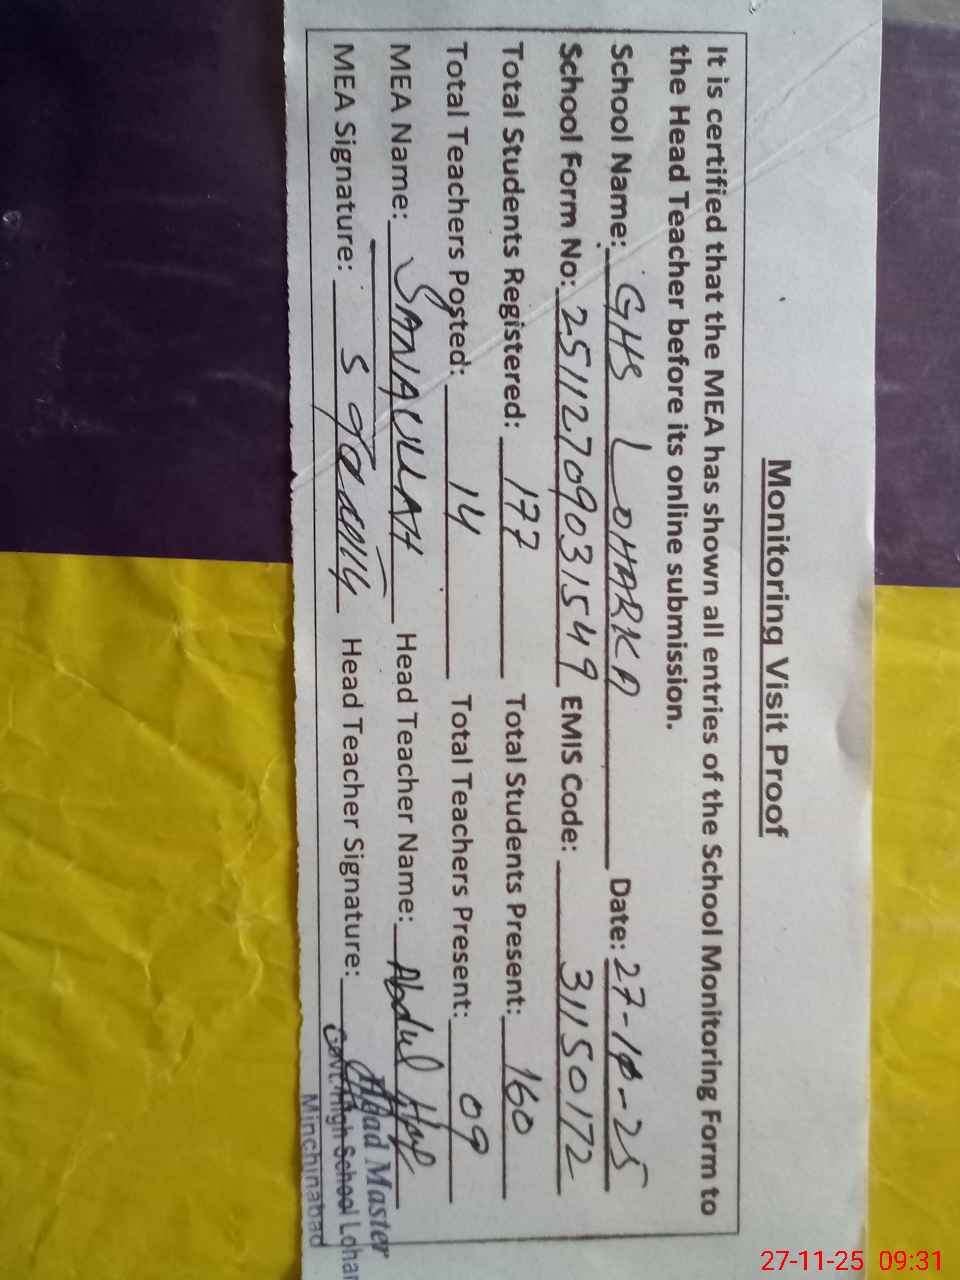 Monitoring Visit Proof
It is certified that the MEA has shown all entries of the School Monitoring Form to
the Head Teacher before its online submission.
School Name: GHS LOHARKA Date: 27-11-25
School Form No: 25112709031549 EMIS Code: 31150172
Total Students Registered: 177 Total Students Present: 160
Total Teachers Posted: 14 Total Teachers Present: 09
MEA Name: SANAULLAH Head Teacher Name: Abdul
MEA Signature: Head Teacher Signature:
Head Master
Govt. High School Lohar
Minchinabad
27-11-25 09:31